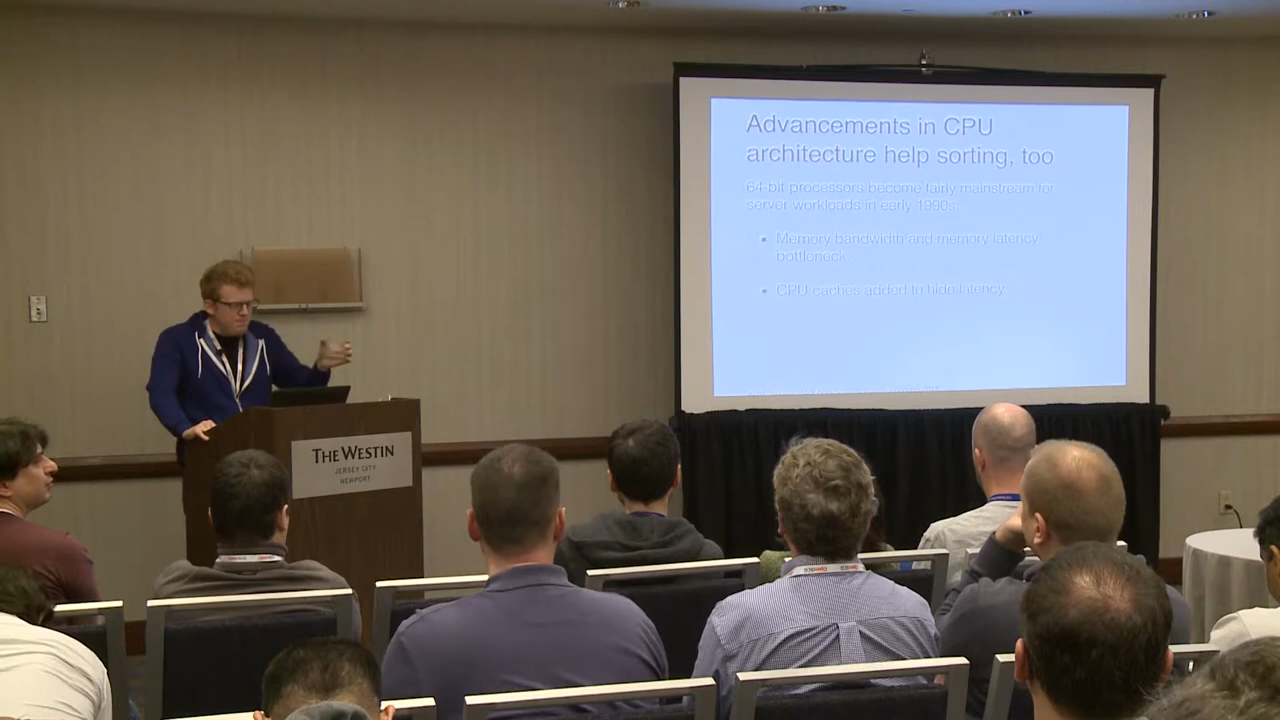 Advancements in CPU
architecture help sorting, too
64-bit processors become fairly mainstream for
server workloads in early 1990s.
▪ Memory bandwidth and memory latency
bottleneck.
▪ CPU caches added to hide latency.
THE WESTIN
JERSEY CITY
NEWPORT